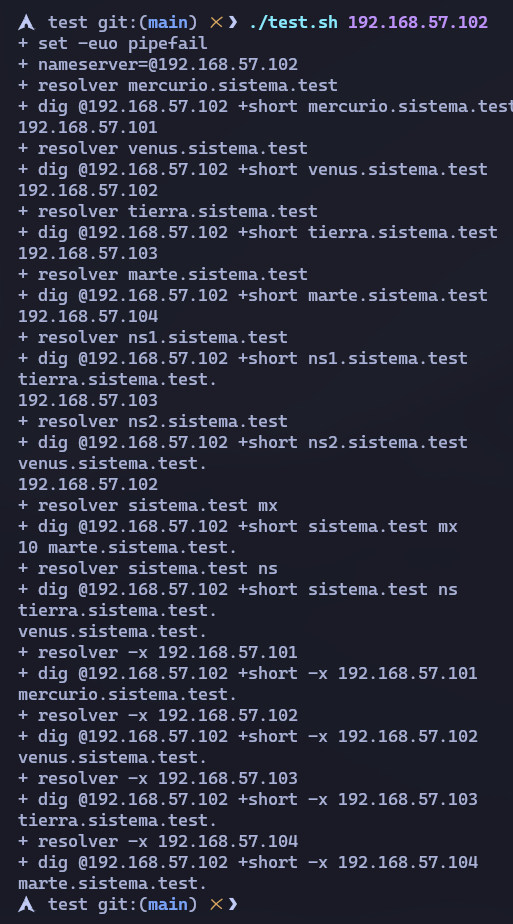 test git:(main) ✕❯ ./test.sh 192.168.57.102
+ set -euo pipefail
+ nameserver=@192.168.57.102
+ resolver mercurio.sistema.test
+ dig @192.168.57.102 +short mercurio.sistema.test
192.168.57.101
+ resolver venus.sistema.test
+ dig @192.168.57.102 +short venus.sistema.test
192.168.57.102
+ resolver tierra.sistema.test
+ dig @192.168.57.102 +short tierra.sistema.test
192.168.57.103
+ resolver marte.sistema.test
+ dig @192.168.57.102 +short marte.sistema.test
192.168.57.104
+ resolver ns1.sistema.test
+ dig @192.168.57.102 +short ns1.sistema.test
tierra.sistema.test.
192.168.57.103
+ resolver ns2.sistema.test
+ dig @192.168.57.102 +short ns2.sistema.test
venus.sistema.test.
192.168.57.102
+ resolver sistema.test mx
+ dig @192.168.57.102 +short sistema.test mx
10 marte.sistema.test.
+ resolver sistema.test ns
+ dig @192.168.57.102 +short sistema.test ns
tierra.sistema.test.
venus.sistema.test.
+ resolver -x 192.168.57.101
+ dig @192.168.57.102 +short -x 192.168.57.101
mercurio.sistema.test.
+ resolver -x 192.168.57.102
+ dig @192.168.57.102 +short -x 192.168.57.102
venus.sistema.test.
+ resolver -x 192.168.57.103
+ dig @192.168.57.102 +short -x 192.168.57.103
tierra.sistema.test.
+ resolver -x 192.168.57.104
+ dig @192.168.57.102 +short -x 192.168.57.104
marte.sistema.test.
test git:(main) ✕❯